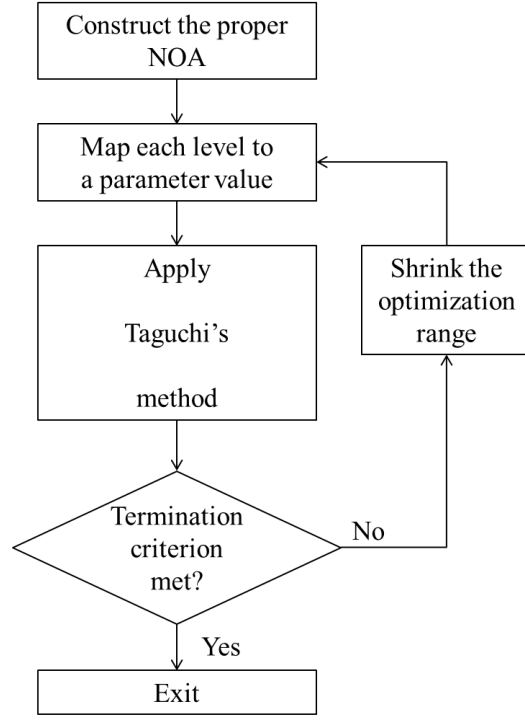 Construct the proper
NOA
Map each level to
a parameter value
Apply
Taguchi's
method
Shrink the
optimization
range
Termination
criterion
met?
No
Yes
Exit